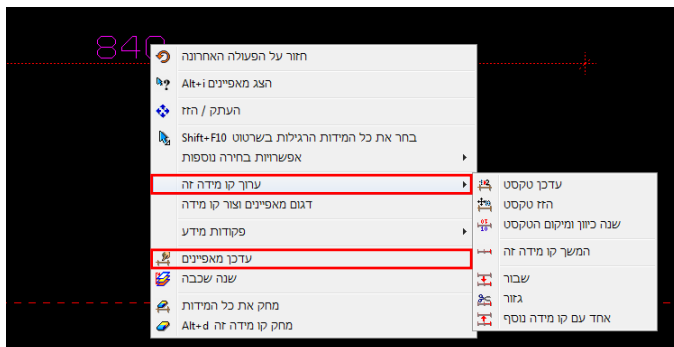 840
חזור על הפעולה האחרונה
הצג מאפיינים Alt+i
העתק / הזז
בחר את כל המידות הרגילות בשרטוט Shift+F10
אפשרויות בחירה נוספות
ערוך קו מידה זה
דגום מאפיינים וצור קו מידה
פקודות מידע
עדכן מאפיינים
שנה שכבה
מחק את כל המידות
מחק קו מידה זה Alt+d
עדכן טקסט
הזז טקסט
שנה כיוון ומיקום הטקסט
המשך קו מידה זה
שבור
גזור
אחד עם קו מידה נוסף